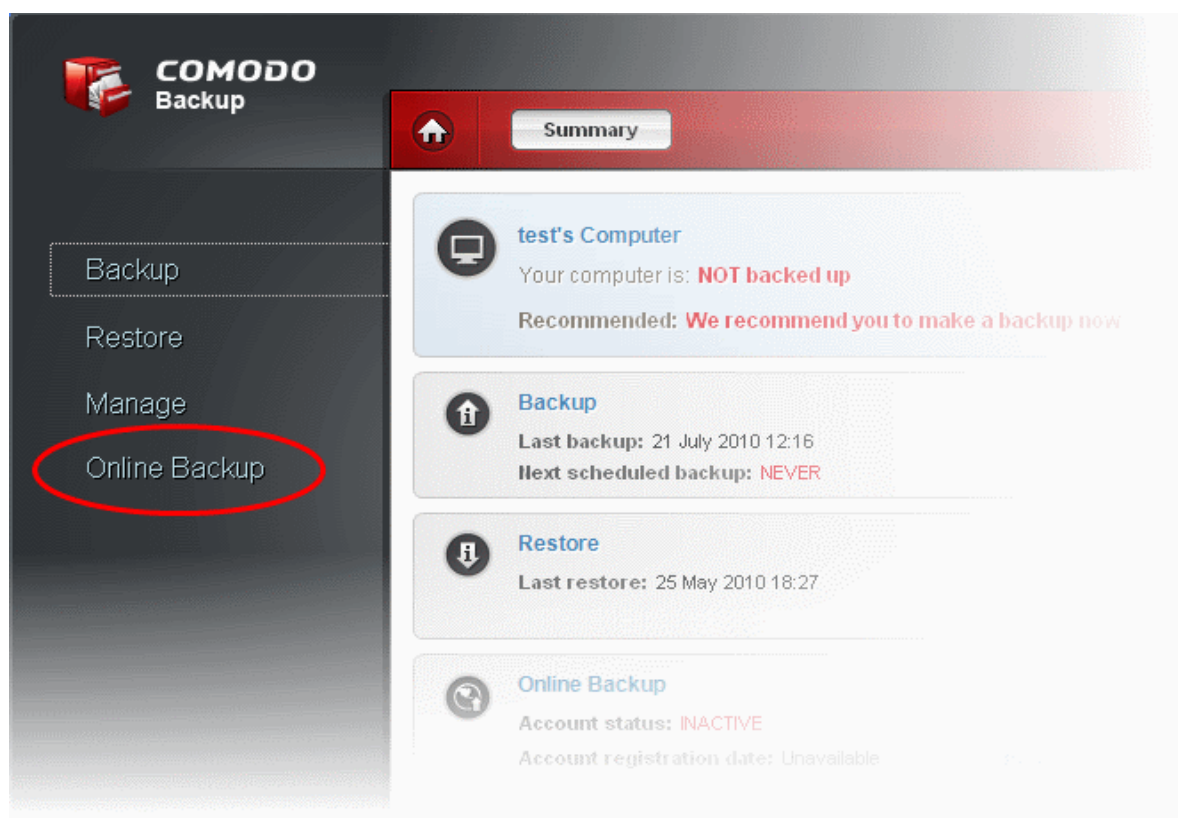 COMODO
Backup
Summary
Backup
Restore
Manage
Online Backup
test's Computer
Your computer is: NOT backed up
Recommended: We recommend you to make a backup now
Backup
Last backup: 21 July 2010 12:16
Next scheduled backup: NEVER
Restore
Last restore: 25 May 2010 18:27
Online Backup
Account status: INACTIVE
Account registration date: Unavailable